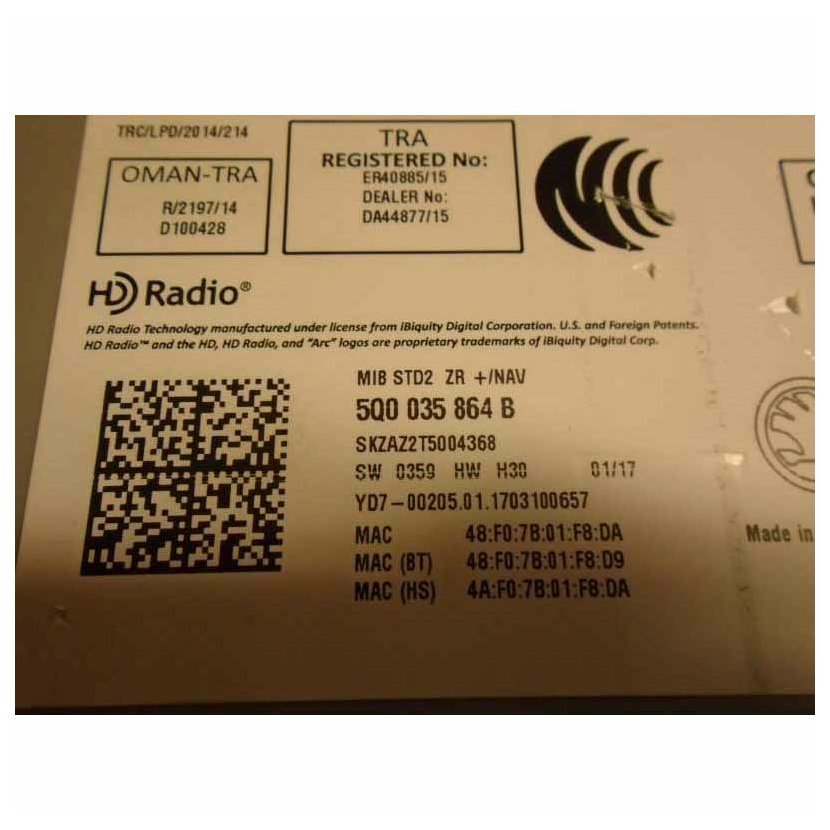 TRC/LPD/2014/214
OMAN-TRA
R/2197/14
D100428
TRA
REGISTERED No:
ER40885/15
DEALER No:
DA44877/15
HD Radio®
HD Radio Technology manufactured under license from iBiquity Digital Corporation. U.S. and Foreign Patents.
HD Radio™ and the HD, HD Radio, and "Arc" logos are proprietary trademarks of iBiquity Digital Corp.
MIB STD2 ZR +/NAV
5Q0 035 864 B
SKZAZ2T5004368
SW 0359 HW H30 01/17
YD7-00205.01.1703100657
MAC 48:F0:7B:01:F8:DA
MAC (BT) 48:F0:7B:01:F8:D9
MAC (HS) 4A:F0:7B:01:F8:DA
Made in